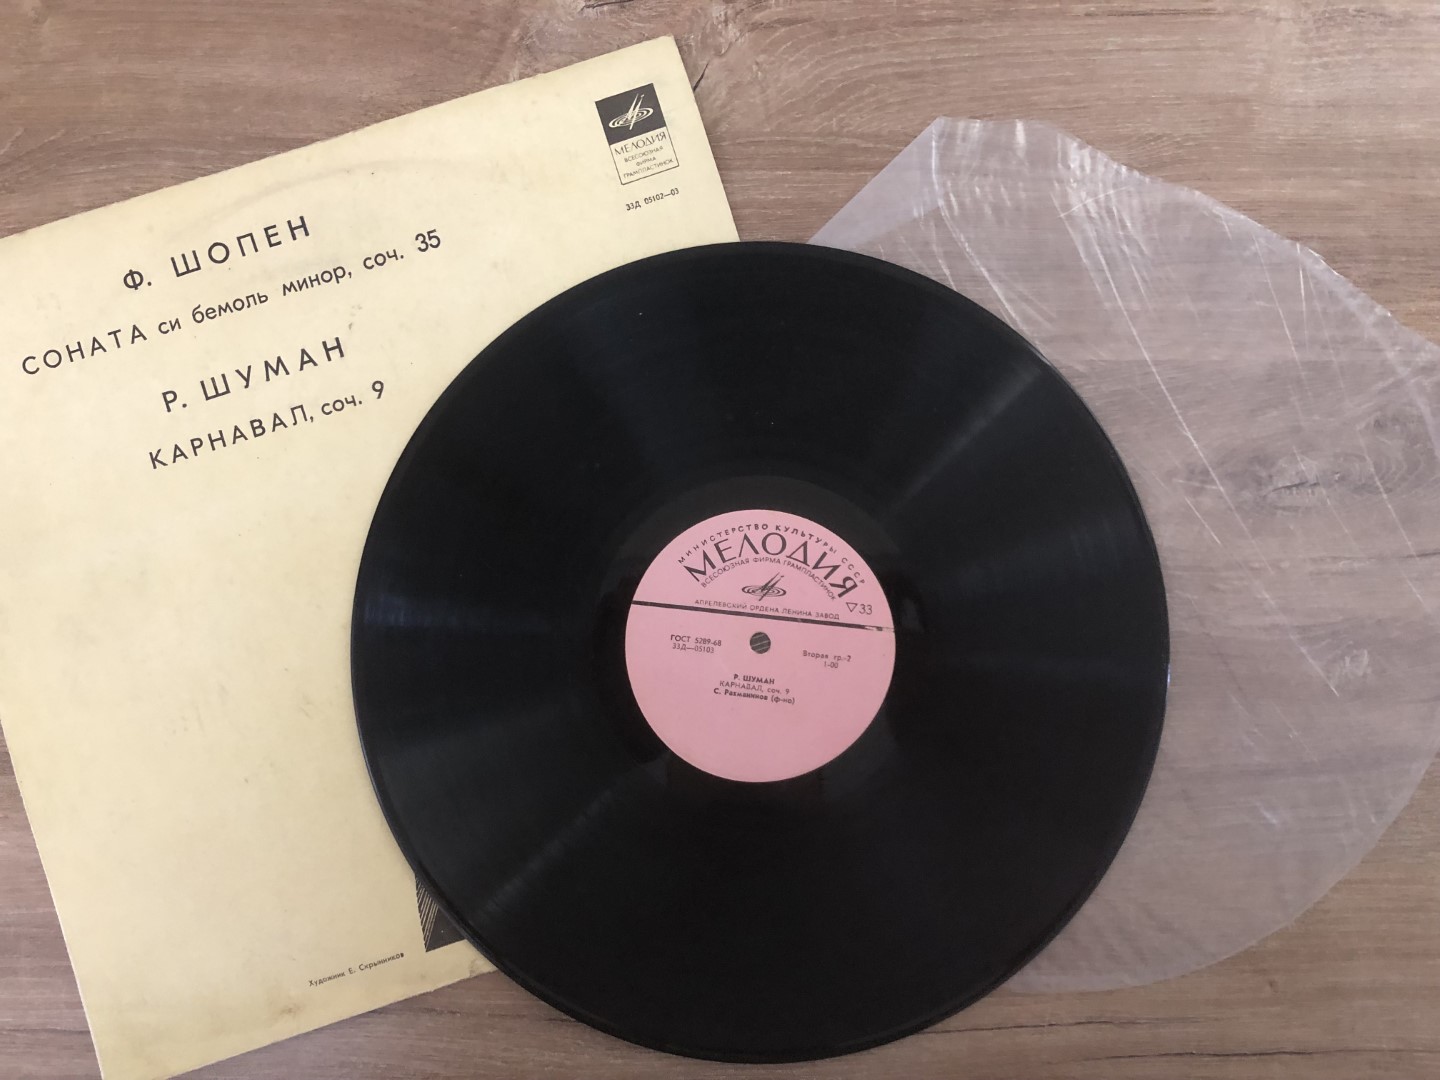 МЕЛОДИЯ
ВСЕСОЮЗНАЯ
ФИРМА
ГРАМПЛАСТИНОК
33Д 05102—03
Ф. ШОПЕН
СОНАТА си бемоль минор, соч. 35
Р. ШУМАН
КАРНАВАЛ, соч. 9
Художник Е. Скрынников
МИНИСТЕРСТВО КУЛЬТУРЫ СССР
МЕЛОДИЯ
ВСЕСОЮЗНАЯ ФИРМА ГРАМПЛАСТИНОК
АПРЕЛЕВСКИЙ ОРДЕНА ЛЕНИНА ЗАВОД
▽33
ГОСТ 5289-68
33Д—05103
Вторая гр.-2
1-00
Р. ШУМАН
КАРНАВАЛ, соч. 9
С. Рахманинов (ф-но)